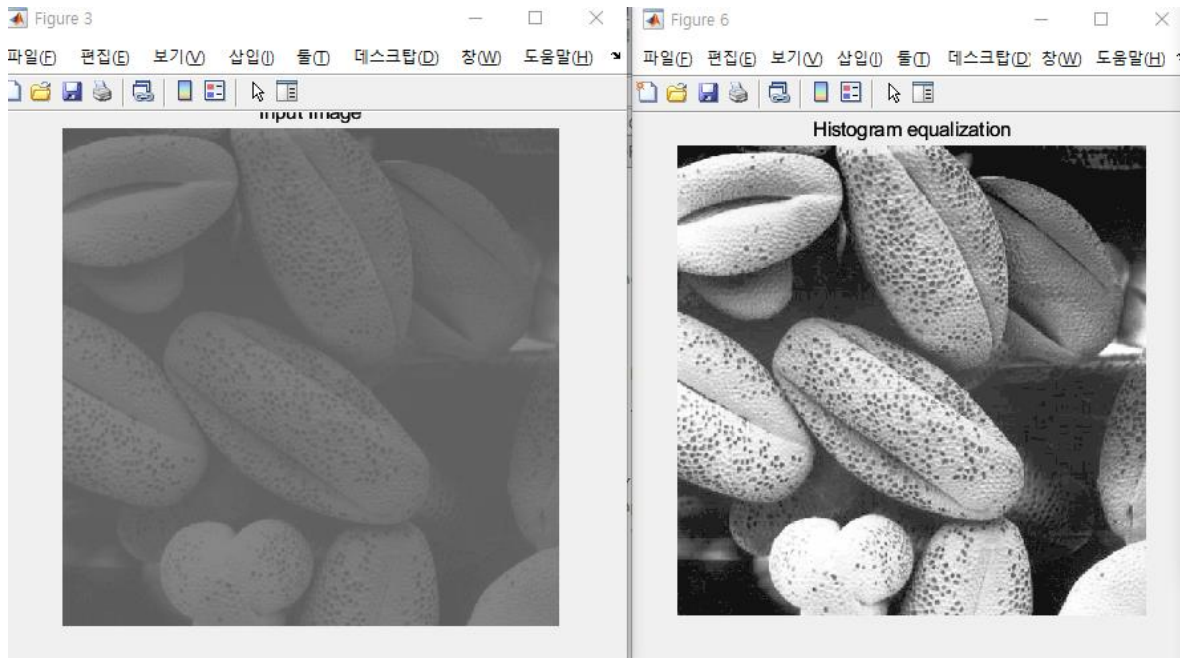 Figure 3
파일(F) 편집(E) 보기(V) 삽입(I) 툴(T) 데스크탑(D) 창(W) 도움말(H)
Input Image
Figure 6
파일(F) 편집(E) 보기(V) 삽입(I) 툴(T) 데스크탑(D) 창(W) 도움말(H)
Histogram equalization